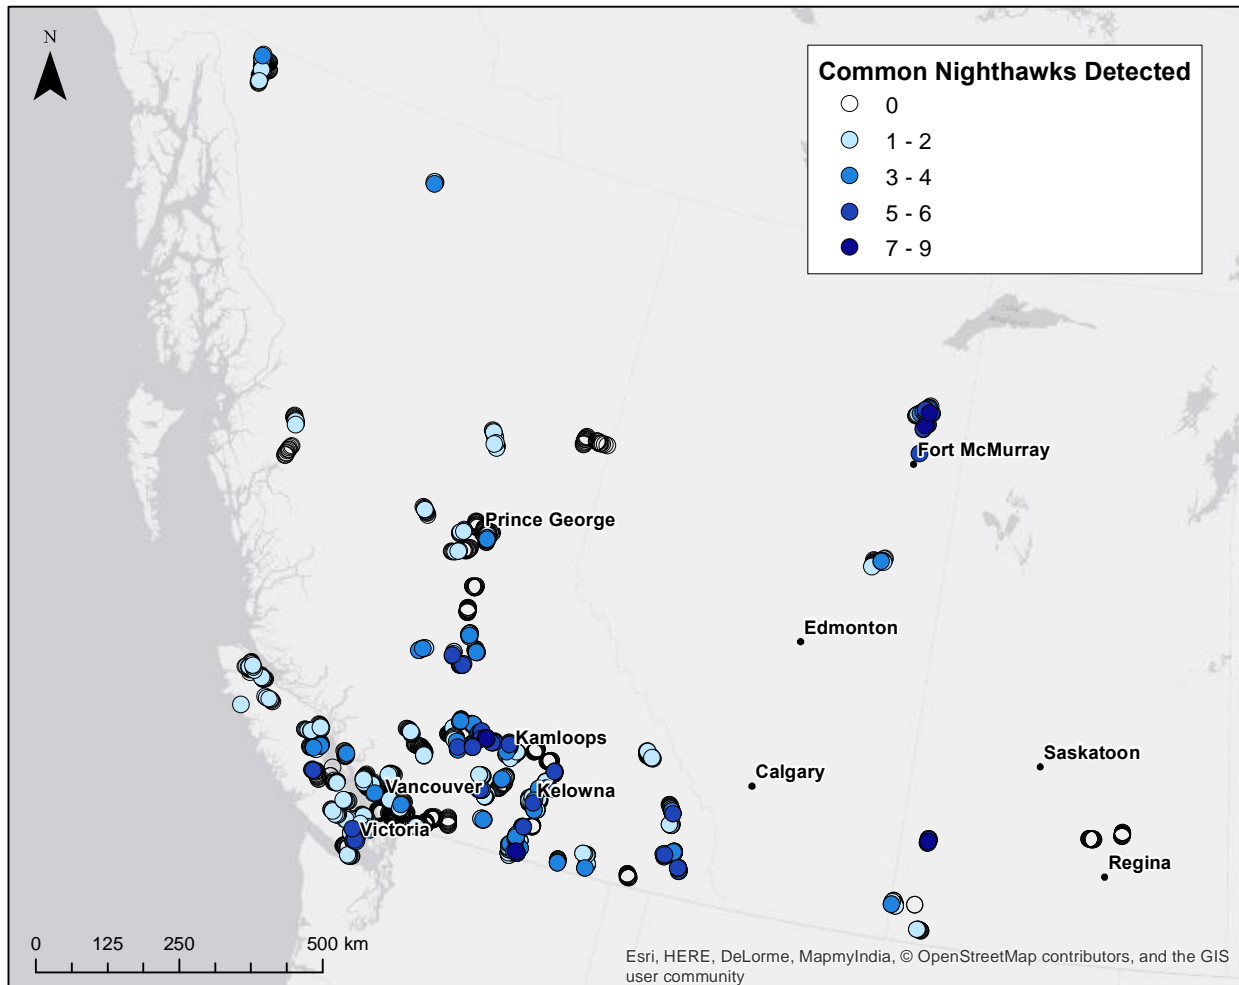 N
Common Nighthawks Detected
0
1 - 2
3 - 4
5 - 6
7 - 9
Fort McMurray
Prince George
Edmonton
Kamloops
Saskatoon
Calgary
Vancouver
Kelowna
Victoria
Regina
0 125 250 500 km
Esri, HERE, DeLorme, MapmyIndia, © OpenStreetMap contributors, and the GIS
user community